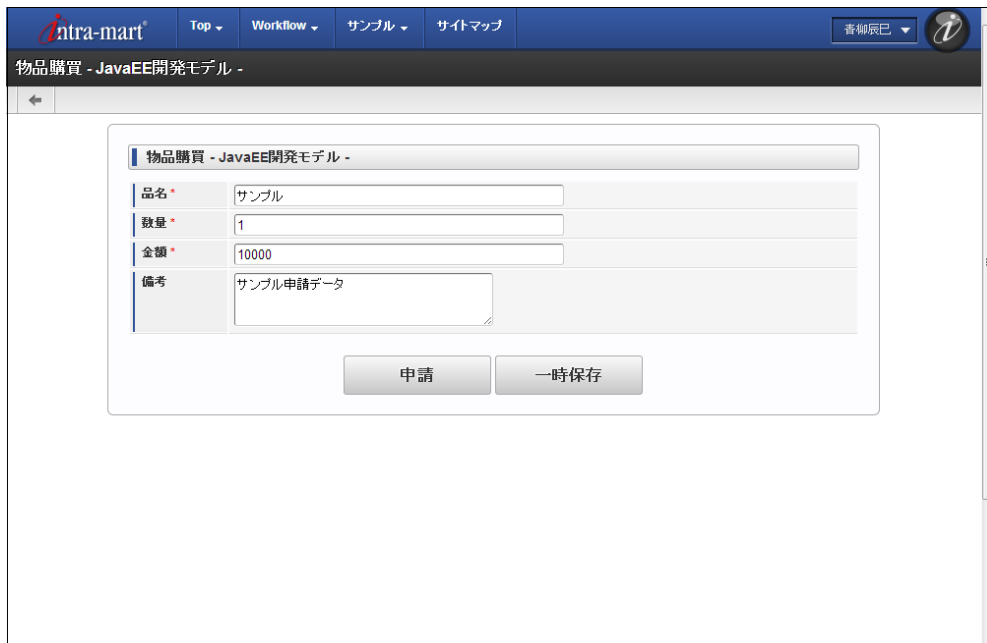 intra-mart® Top Workflow サンプル サイトマップ 青柳辰巳
物品購買 - JavaEE開発モデル -
物品購買 - JavaEE開発モデル -
品名* サンプル
数量* 1
金額* 10000
備考 サンプル申請データ
申請 一時保存